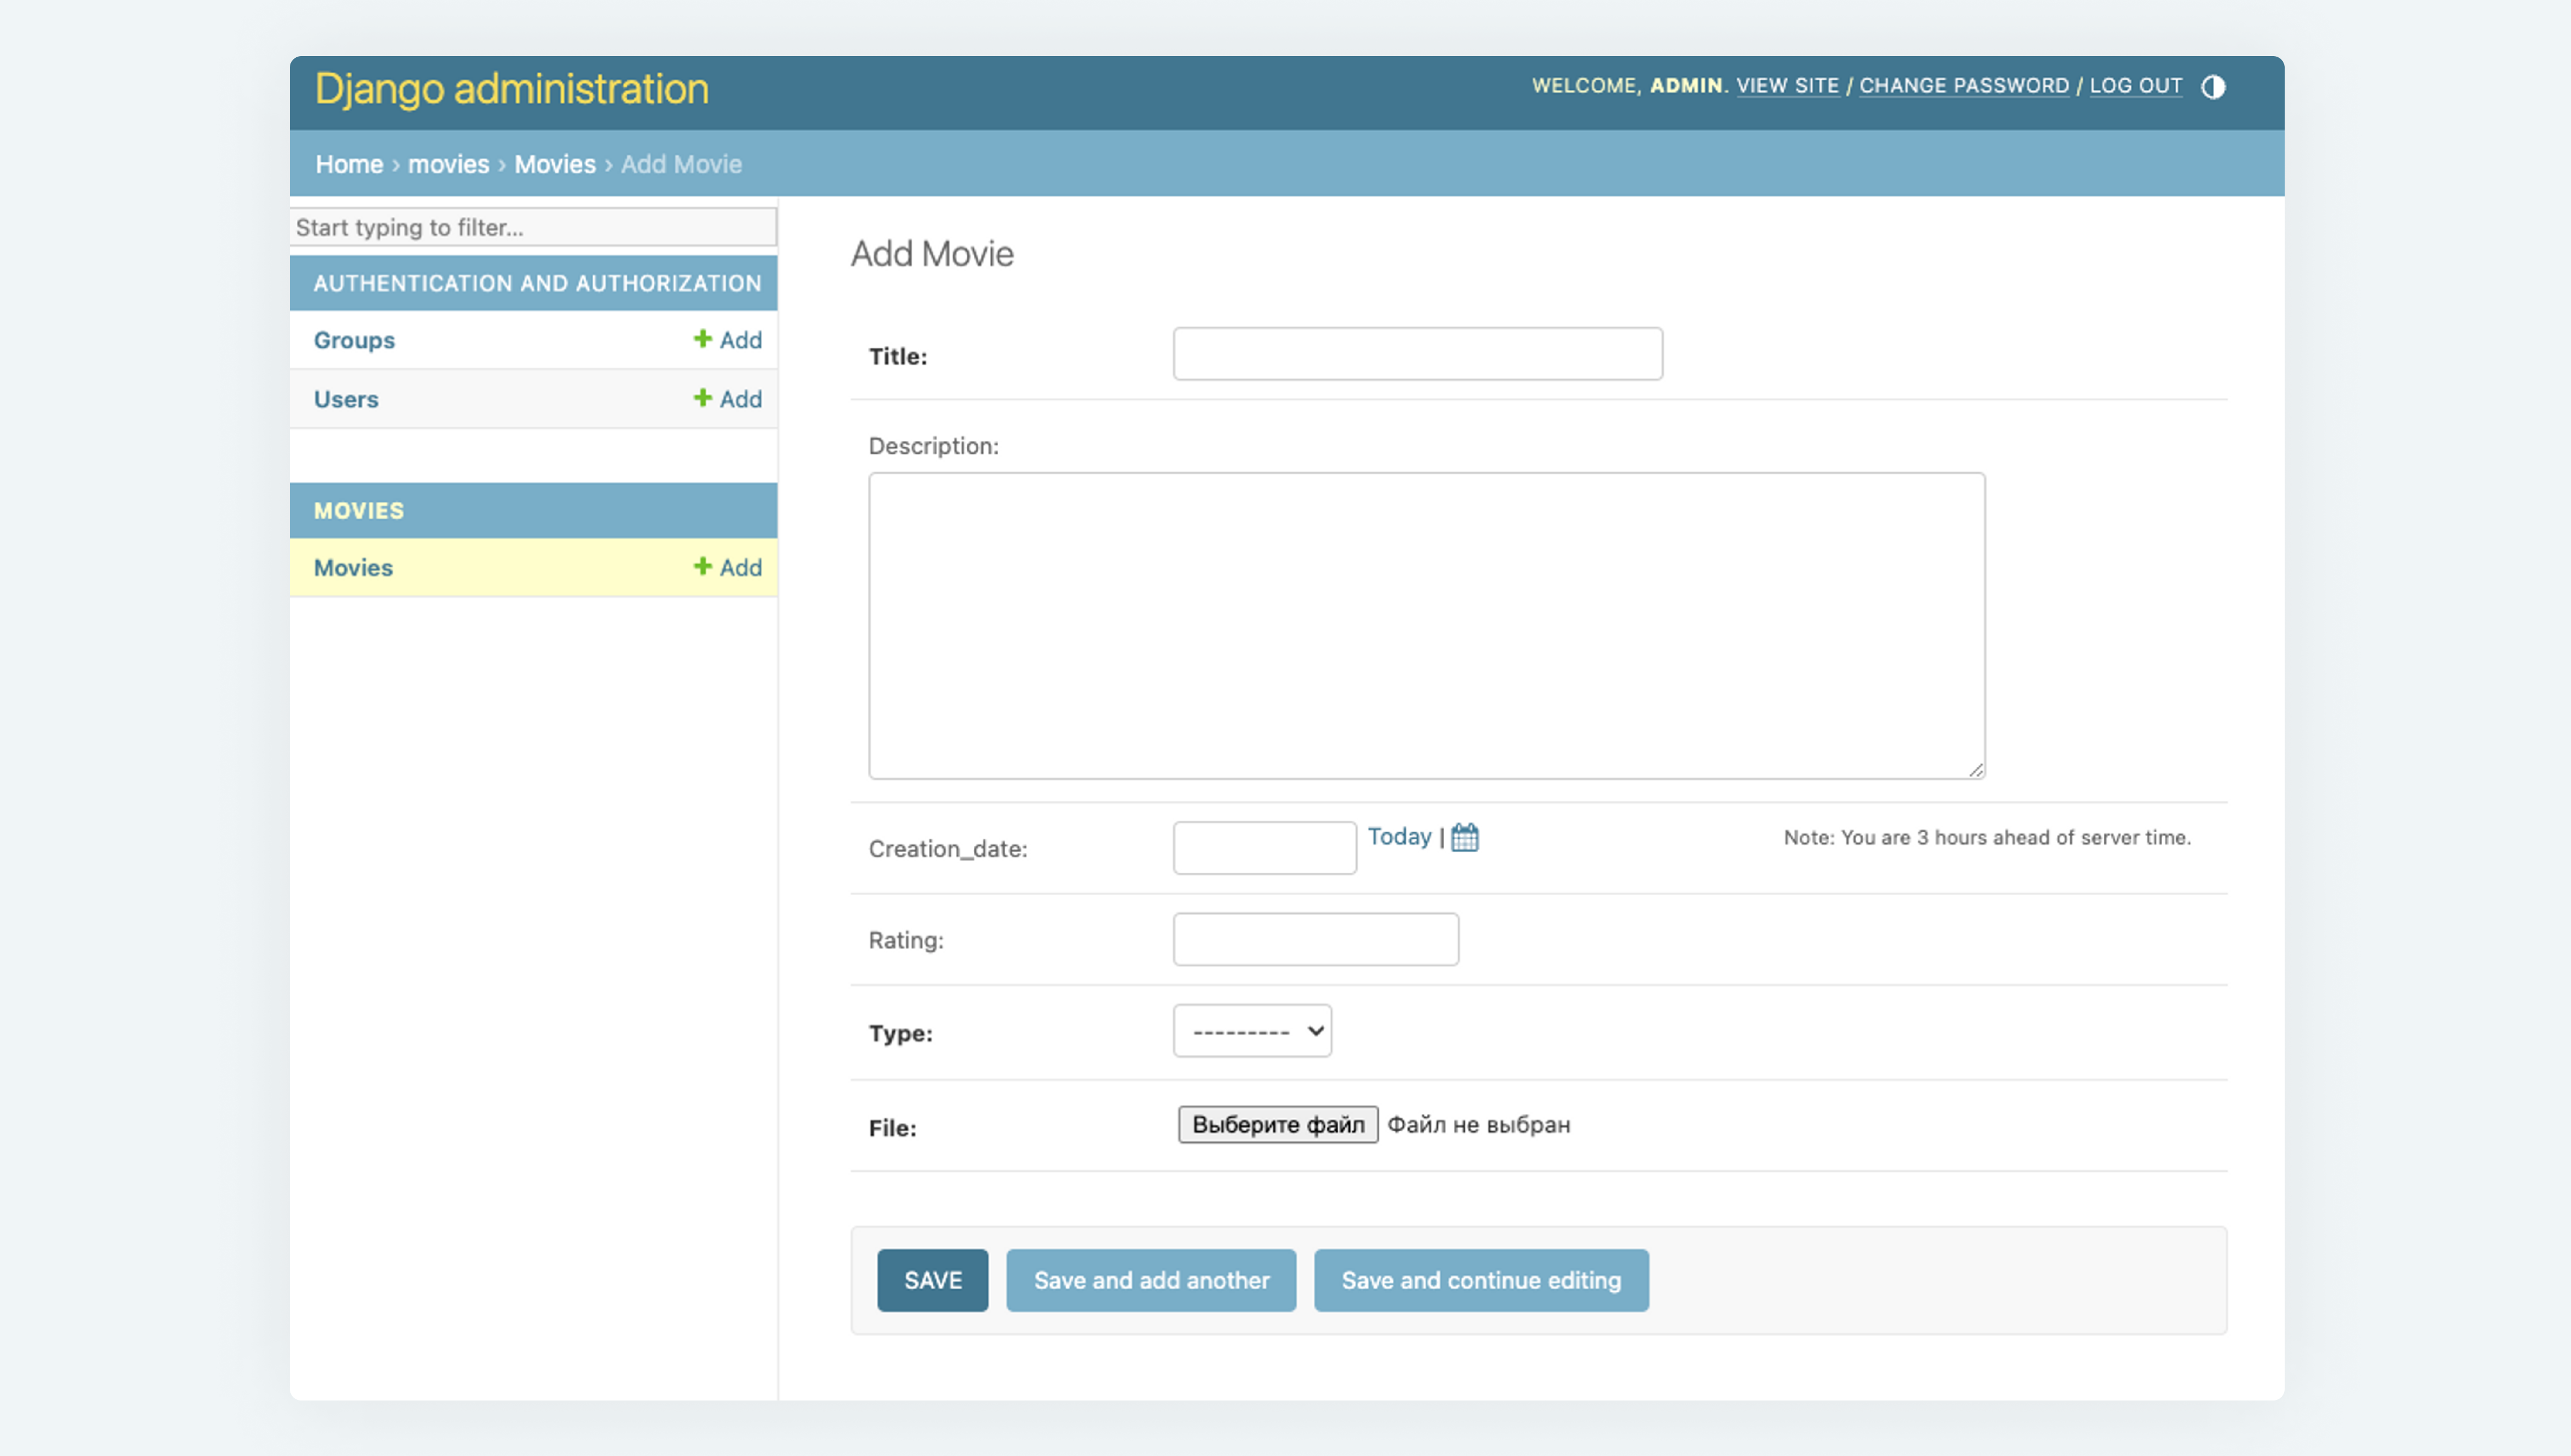 Django administration
WELCOME, ADMIN. VIEW SITE / CHANGE PASSWORD / LOG OUT
Home › movies › Movies › Add Movie
Start typing to filter...
AUTHENTICATION AND AUTHORIZATION
Groups + Add
Users + Add
MOVIES
Movies + Add
Add Movie
Title:
Description:
Creation_date: Today | Note: You are 3 hours ahead of server time.
Rating:
Type: ---------
File: Выберите файл Файл не выбран
SAVE Save and add another Save and continue editing